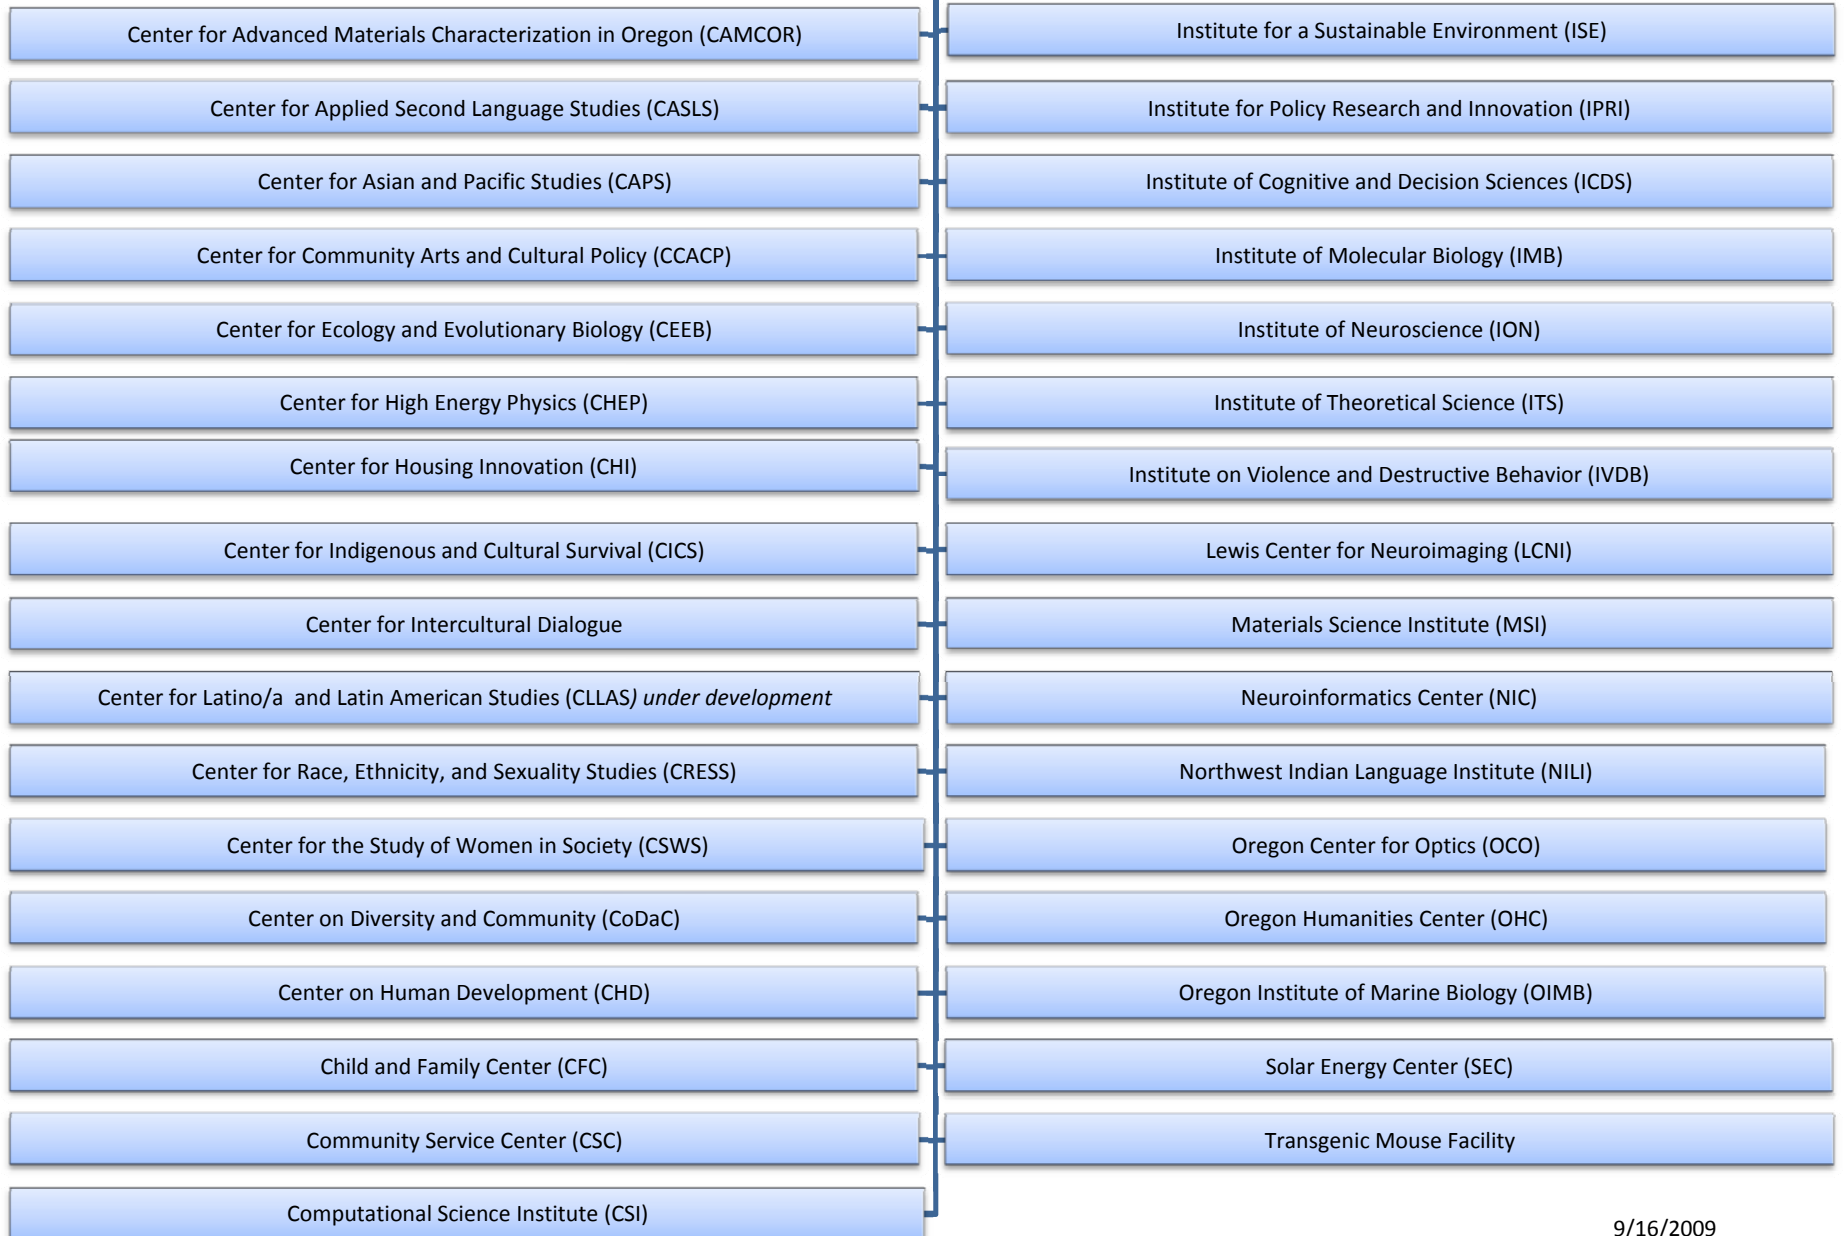 Center for Advanced Materials Characterization in Oregon (CAMCOR)
Center for Applied Second Language Studies (CASLS)
Center for Asian and Pacific Studies (CAPS)
Center for Community Arts and Cultural Policy (CCACP)
Center for Ecology and Evolutionary Biology (CEEB)
Center for High Energy Physics (CHEP)
Center for Housing Innovation (CHI)
Center for Indigenous and Cultural Survival (CICS)
Center for Intercultural Dialogue
Center for Latino/a and Latin American Studies (CLLAS) under development
Center for Race, Ethnicity, and Sexuality Studies (CRESS)
Center for the Study of Women in Society (CSWS)
Center on Diversity and Community (CoDaC)
Center on Human Development (CHD)
Child and Family Center (CFC)
Community Service Center (CSC)
Computational Science Institute (CSI)
Institute for a Sustainable Environment (ISE)
Institute for Policy Research and Innovation (IPRI)
Institute of Cognitive and Decision Sciences (ICDS)
Institute of Molecular Biology (IMB)
Institute of Neuroscience (ION)
Institute of Theoretical Science (ITS)
Institute on Violence and Destructive Behavior (IVDB)
Lewis Center for Neuroimaging (LCNI)
Materials Science Institute (MSI)
Neuroinformatics Center (NIC)
Northwest Indian Language Institute (NILI)
Oregon Center for Optics (OCO)
Oregon Humanities Center (OHC)
Oregon Institute of Marine Biology (OIMB)
Solar Energy Center (SEC)
Transgenic Mouse Facility
9/16/2009